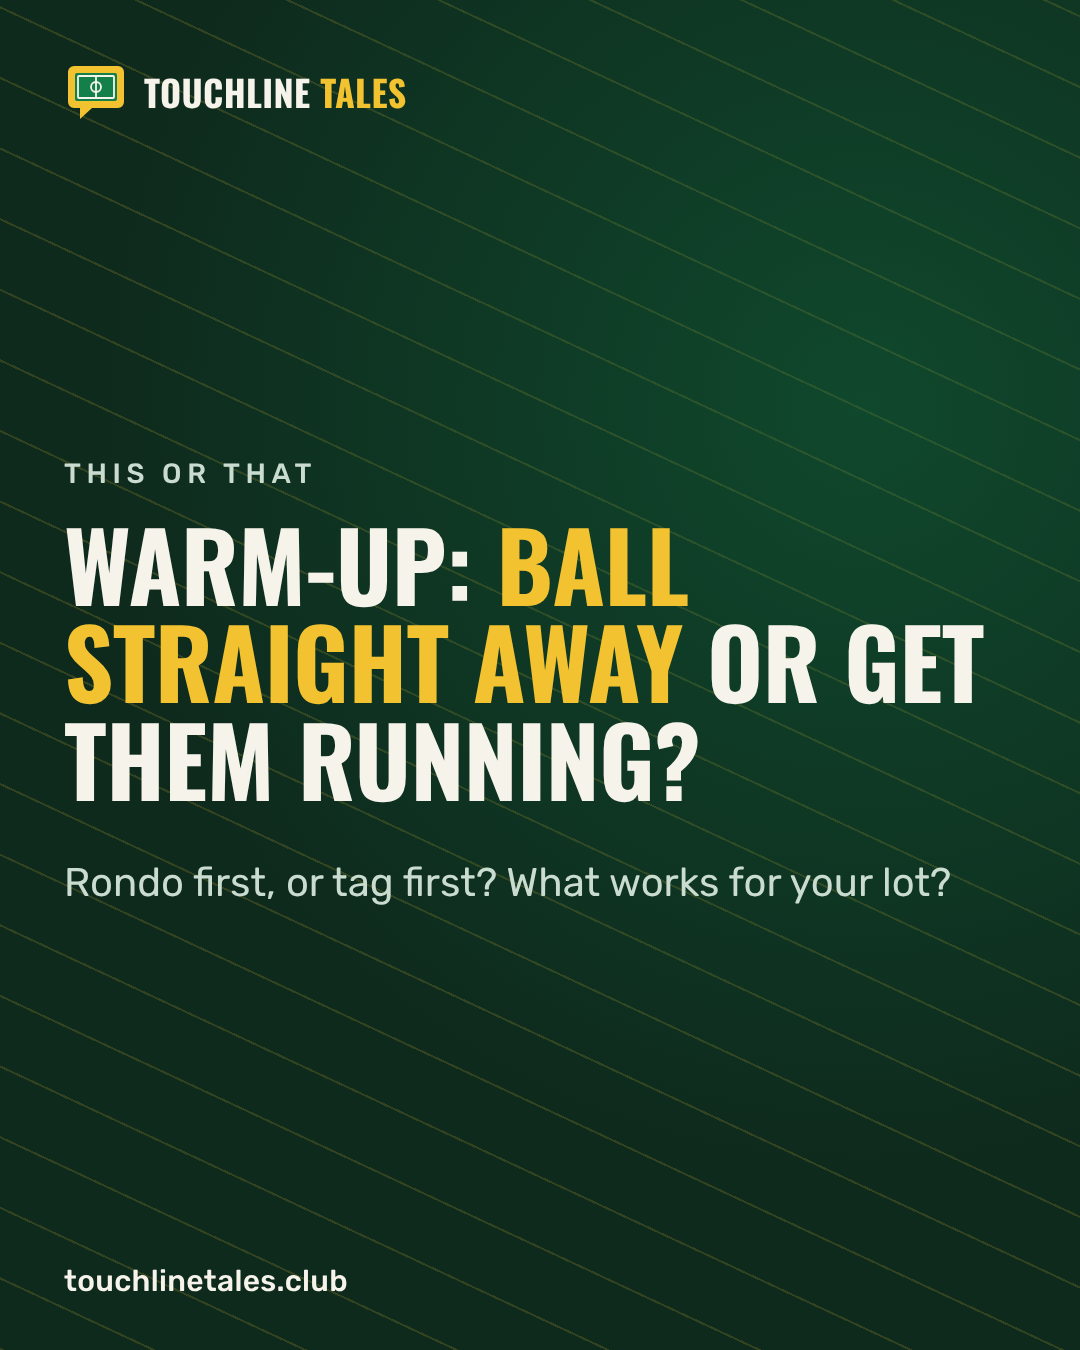 TOUCHLINE TALES
THIS OR THAT
WARM-UP: BALL
STRAIGHT AWAY OR GET
THEM RUNNING?
Rondo first, or tag first? What works for your lot?
touchlinetales.club